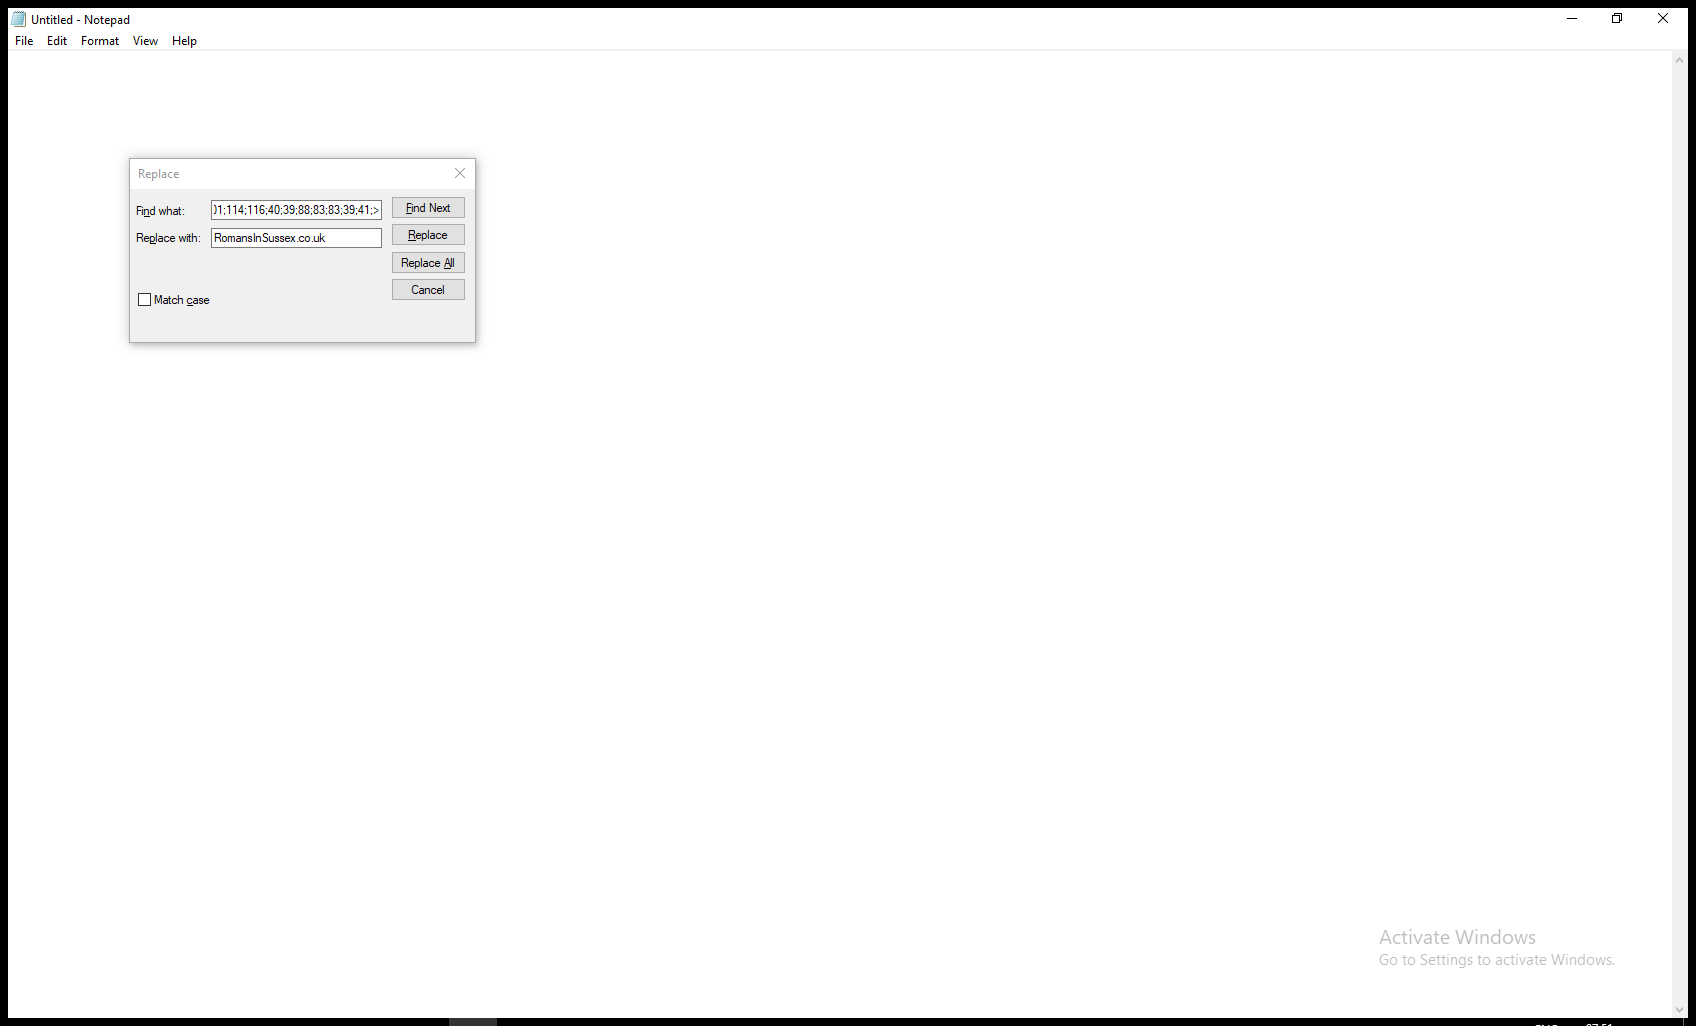 Untitled - Notepad
File Edit Format View Help
Replace
Find what: 01;114;116;40;39;88;83;83;39;41;> Find Next
Replace with: RomansInSussex.co.uk Replace
Replace All
Cancel
Match case
Activate Windows
Go to Settings to activate Windows.